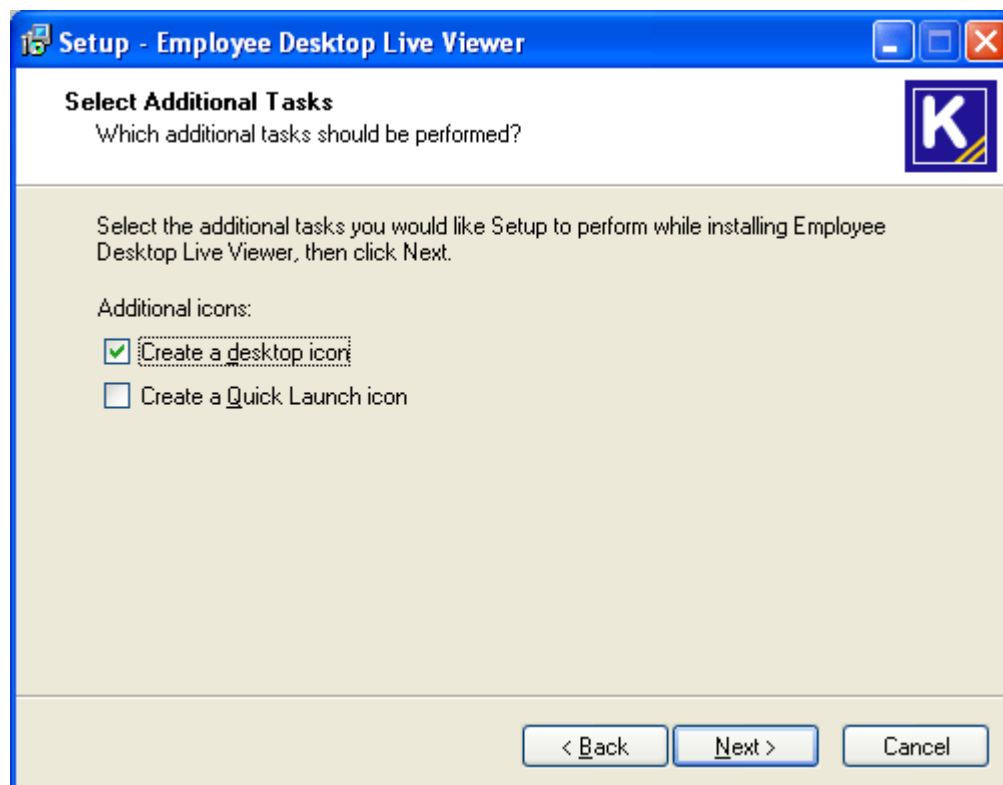 Setup - Employee Desktop Live Viewer
Select Additional Tasks
Which additional tasks should be performed?
K
Select the additional tasks you would like Setup to perform while installing Employee
Desktop Live Viewer, then click Next.
Additional icons:
Create a desktop icon
Create a Quick Launch icon
< Back
Next >
Cancel